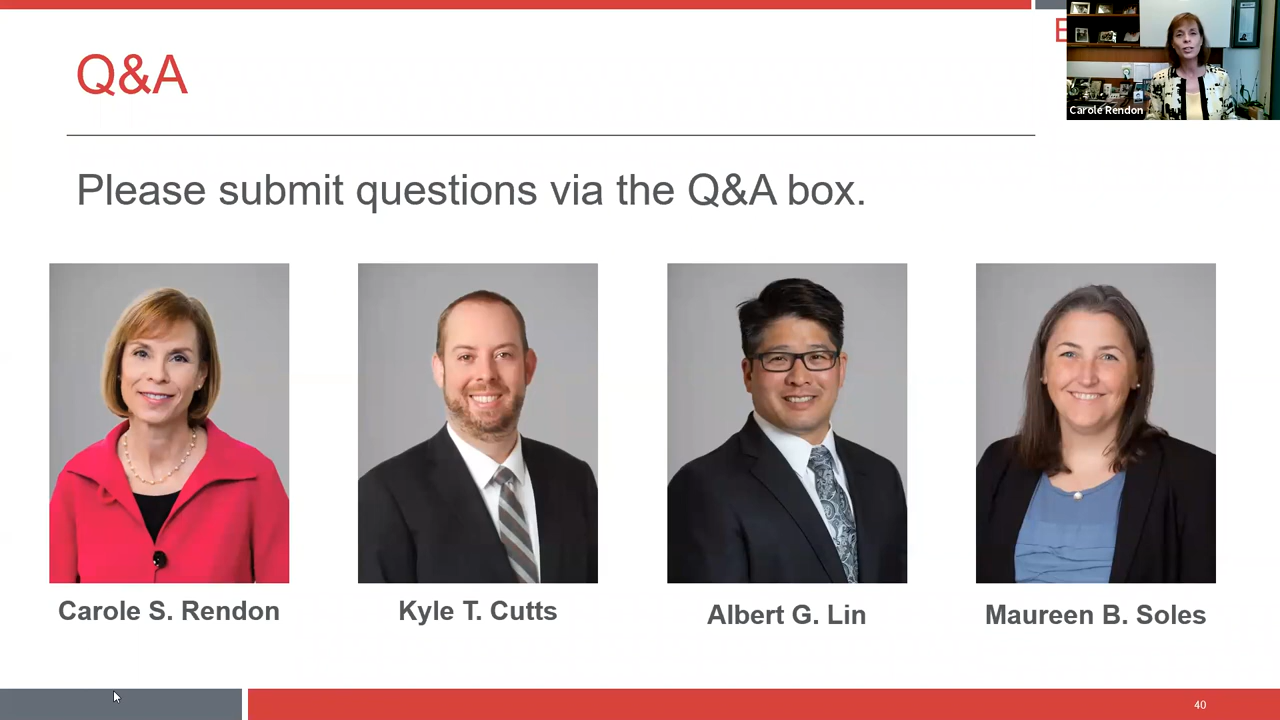 Q&A
Carole Rendon
Please submit questions via the Q&A box.
Carole S. Rendon
Kyle T. Cutts
Albert G. Lin
Maureen B. Soles
40